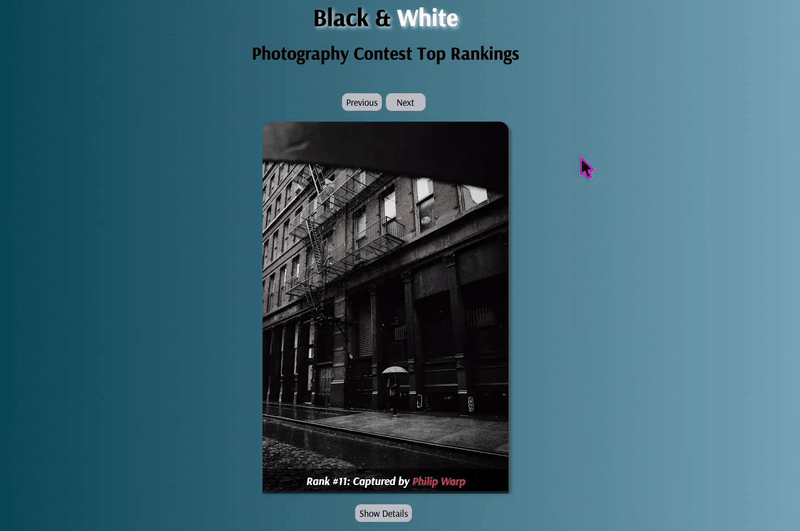 Black & White
Photography Contest Top Rankings
Previous Next
Rank #11: Captured by Philip Warp
Show Details